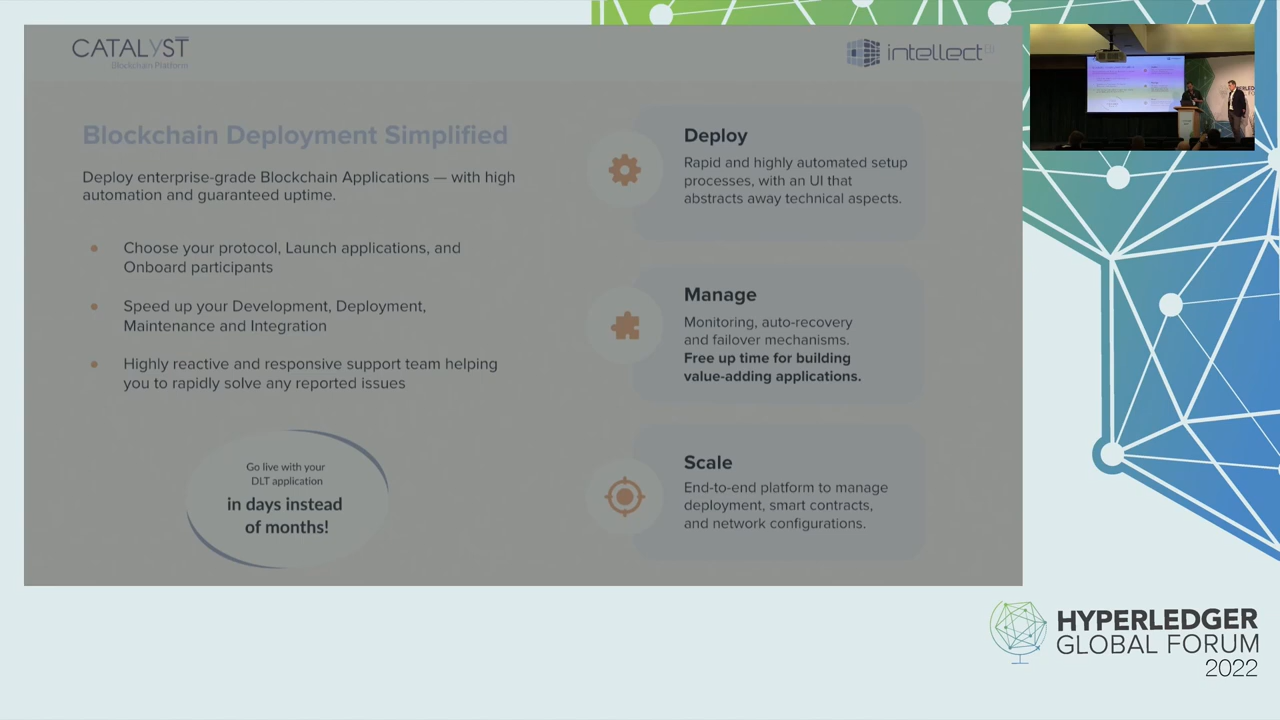 CATALYST
Blockchain Platform
intellect
Blockchain Deployment Simplified
Deploy enterprise-grade Blockchain Applications — with high
automation and guaranteed uptime.
Choose your protocol, Launch applications, and
Onboard participants
Speed up your Development, Deployment,
Maintenance and Integration
Highly reactive and responsive support team helping
you to rapidly solve any reported issues
Go live with your
DLT application
in days instead
of months!
Deploy
Rapid and highly automated setup
processes, with an UI that
abstracts away technical aspects.
Manage
Monitoring, auto-recovery
and failover mechanisms.
Free up time for building
value-adding applications.
Scale
End-to-end platform to manage
deployment, smart contracts,
and network configurations.
HYPERLEDGER
GLOBAL FORUM
2022